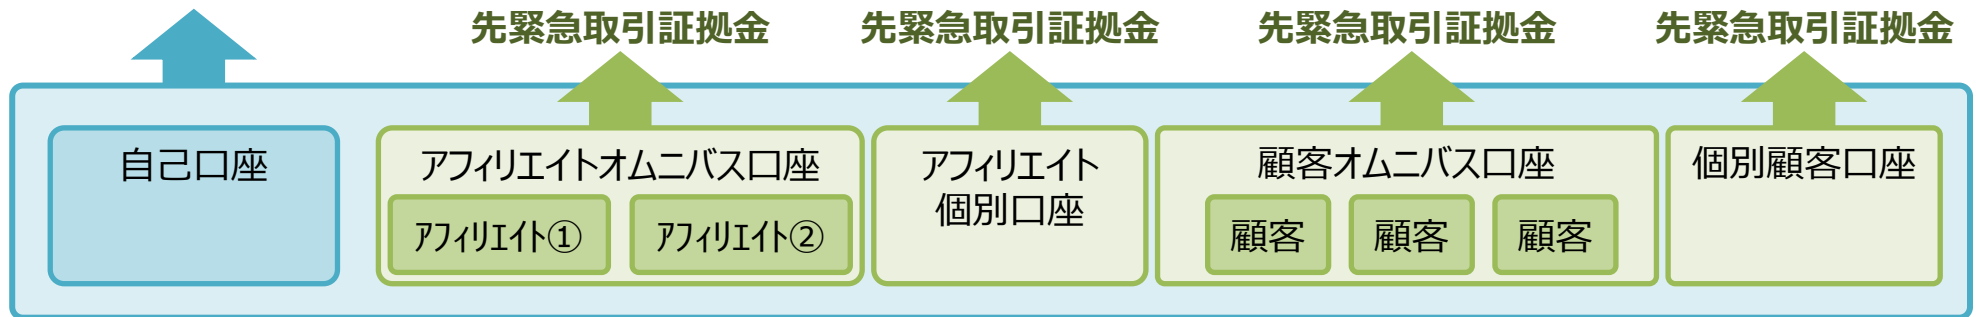 先緊急取引証拠金
先緊急取引証拠金
先緊急取引証拠金
先緊急取引証拠金
自己口座
アフィリエイトオムニバス口座
ｱﾌｨﾘｴｲﾄ①
ｱﾌｨﾘｴｲﾄ②
アフィリエイト
個別口座
顧客オムニバス口座
顧客
顧客
顧客
個別顧客口座